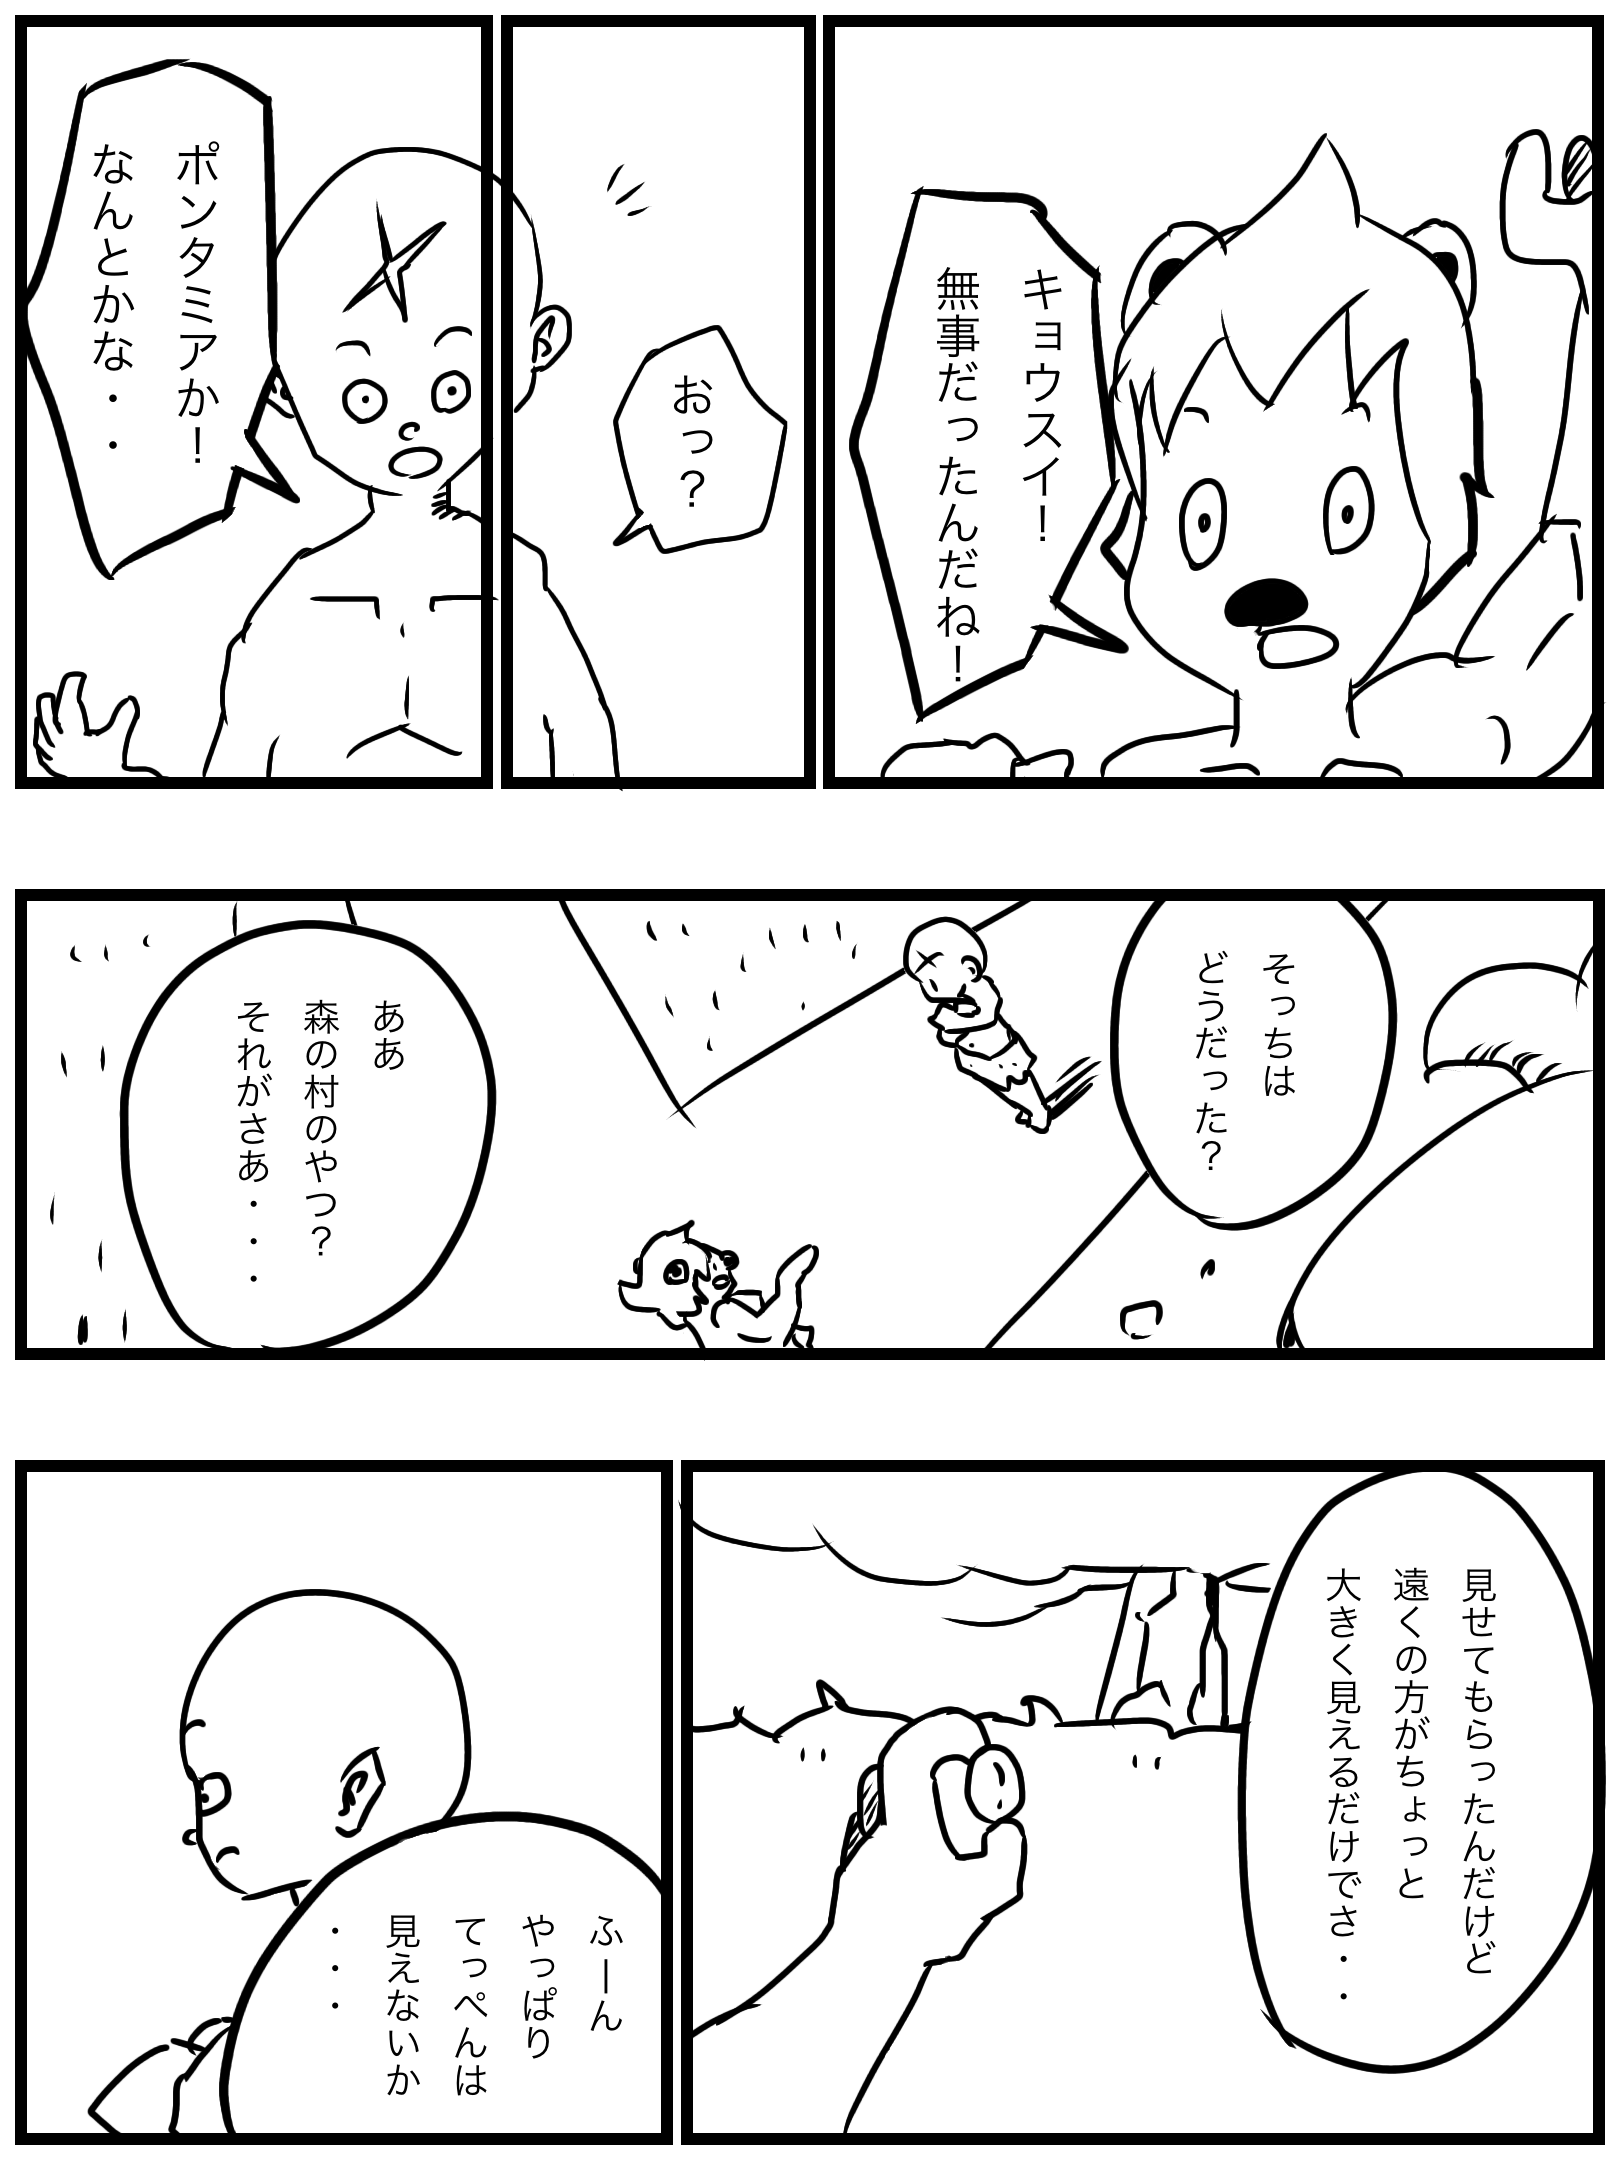 キョウスイ！
無事だったんだね！
おっ？
ポンタミアか！
なんとかな・・
そっちは
どうだった？
ああ
森の村のやつ？
それがさあ・・・
見せてもらったんだけど
遠くの方がちょっと
大きく見えるだけでさ・・
ふーん
やっぱり
てっぺんは
見えないか
・・・